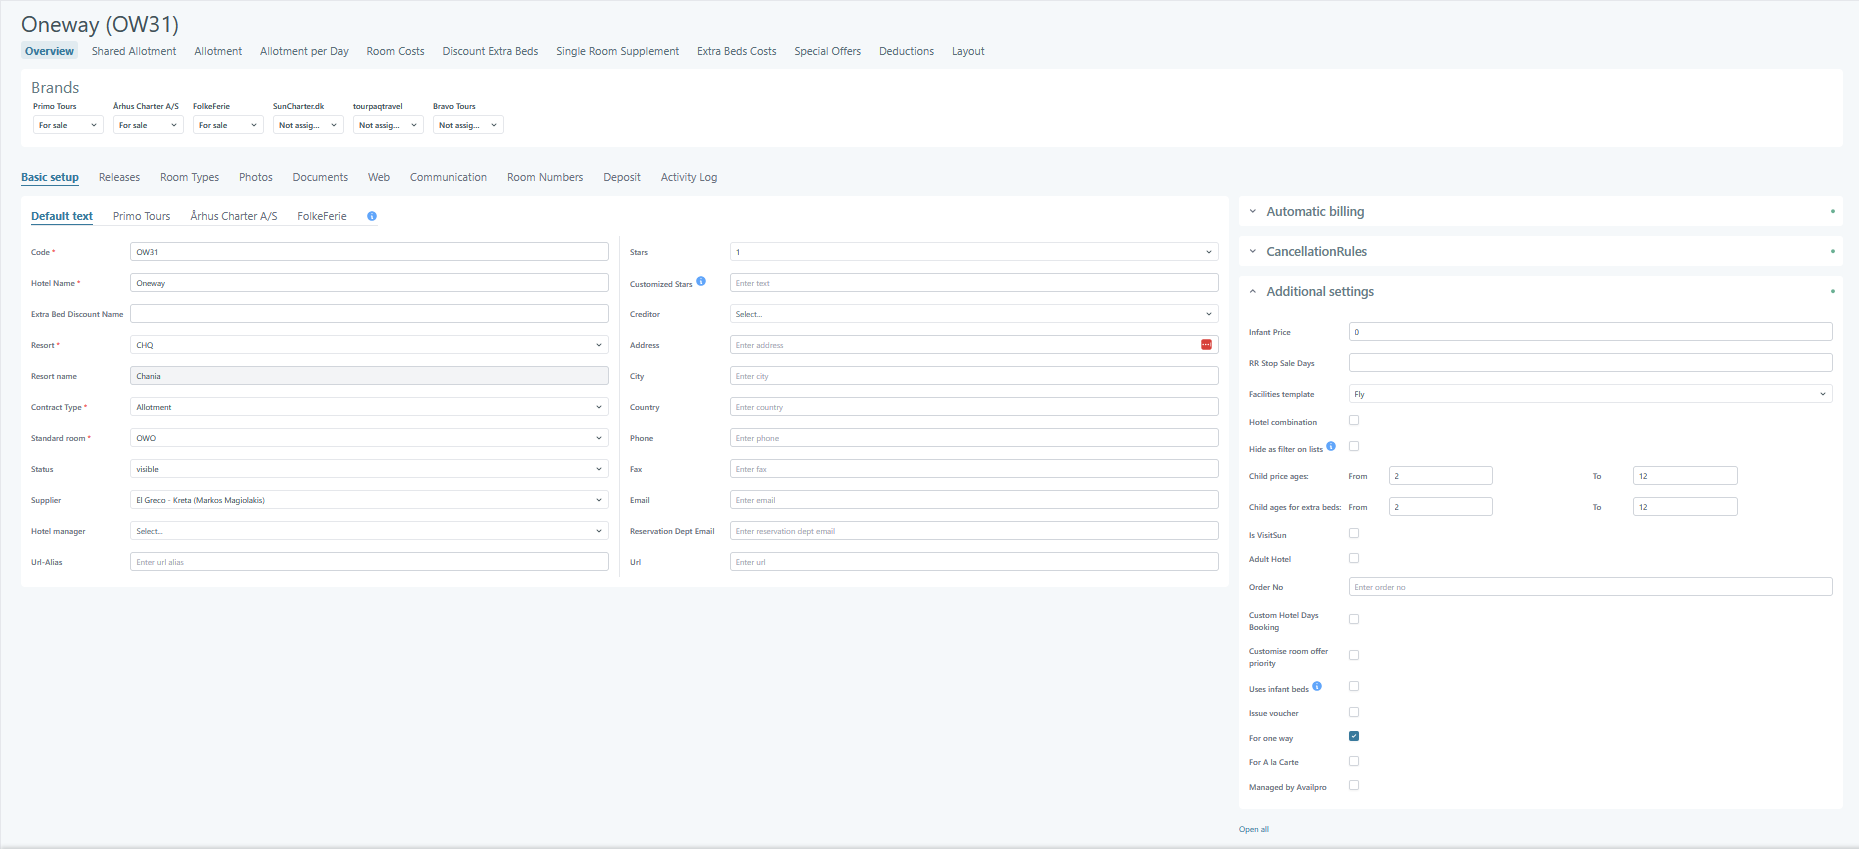 Oneway (OW31)
Overview Shared Allotment Allotment Allotment per Day Room Costs Discount Extra Beds Single Room Supplement Extra Beds Costs Special Offers Deductions Layout
Brands
Primo Tours Århus Charter A/S FolkeFerie SunCharter.dk tourpaqtravel Bravo Tours
For sale For sale For sale Not assig... Not assig... Not assig...
Basic setup Releases Room Types Photos Documents Web Communication Room Numbers Deposit Activity Log
Default text Primo Tours Århus Charter A/S FolkeFerie
Code * OW31
Hotel Name * Oneway
Extra Bed Discount Name
Resort * CHQ
Resort name Chania
Contract Type * Allotment
Standard room * OWO
Status visible
Supplier El Greco - Kreta (Markos Magiolakis)
Hotel manager Select...
Url-Alias Enter url alias
Stars 1
Customized Stars Enter text
Creditor Select...
Address Enter address
City Enter city
Country Enter country
Phone Enter phone
Fax Enter fax
Email Enter email
Reservation Dept Email Enter reservation dept email
Url Enter url
Automatic billing
CancellationRules
Additional settings
Infant Price 0
RR Stop Sale Days
Facilities template Fly
Hotel combination
Hide as filter on lists
Child price ages: From 2 To 12
Child ages for extra beds: From 2 To 12
Is VisitSun
Adult Hotel
Order No Enter order no
Custom Hotel Days
Booking
Customise room offer
priority
Uses infant beds
Issue voucher
For one way
For A la Carte
Managed by Availpro
Open all